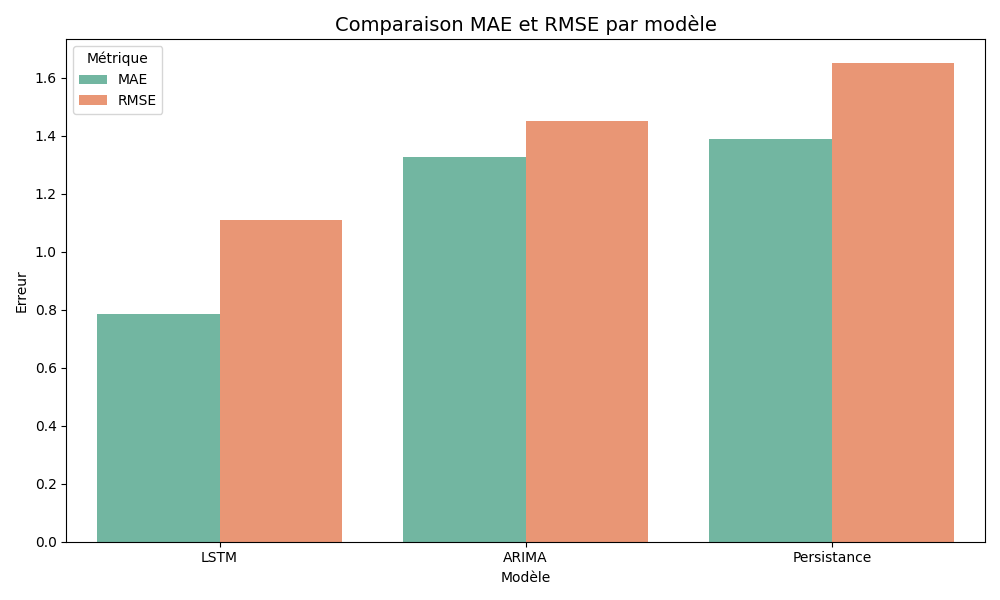 Comparaison MAE et RMSE par modèle
Métrique
MAE
RMSE
Erreur
1.6
1.4
1.2
1.0
0.8
0.6
0.4
0.2
0.0
LSTM
ARIMA
Persistance
Modèle